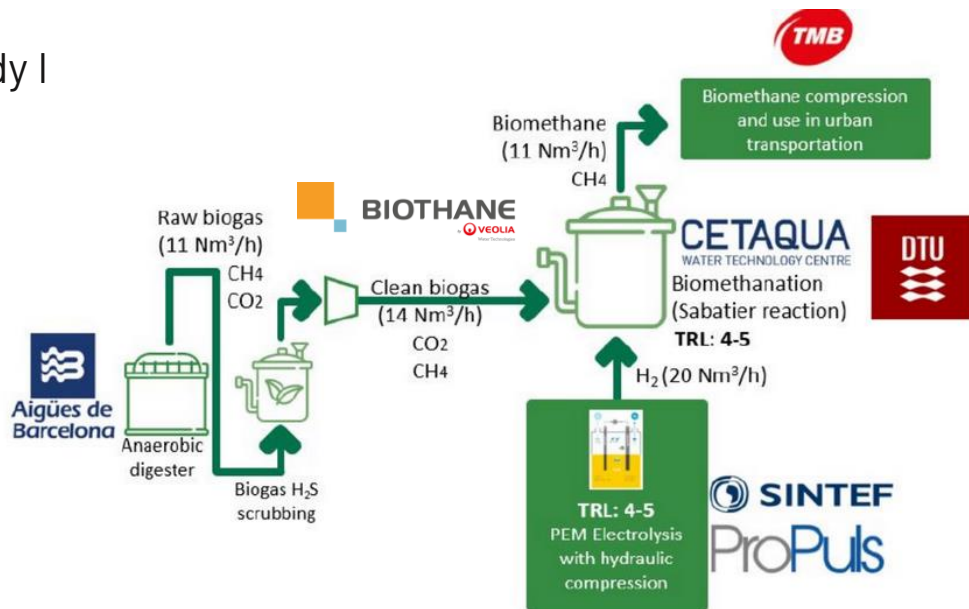 dy I
TMB
Biomethane compression
and use in urban
transportation
Biomethane
(11 Nm³/h)
CH4
BIOTHANE
by VEOLIA
Water Technologies
Raw biogas
(11 Nm³/h)
CH4
CO2
Clean biogas
(14 Nm³/h)
CO2
CH4
CETAQUA
WATER TECHNOLOGY CENTRE
DTU
Biomethanation
(Sabatier reaction)
TRL: 4-5
H₂ (20 Nm³/h)
Aigües de
Barcelona
Anaerobic
digester
Biogas H₂S
scrubbing
TRL: 4-5
PEM Electrolysis
with hydraulic
compression
SINTEF
ProPuls